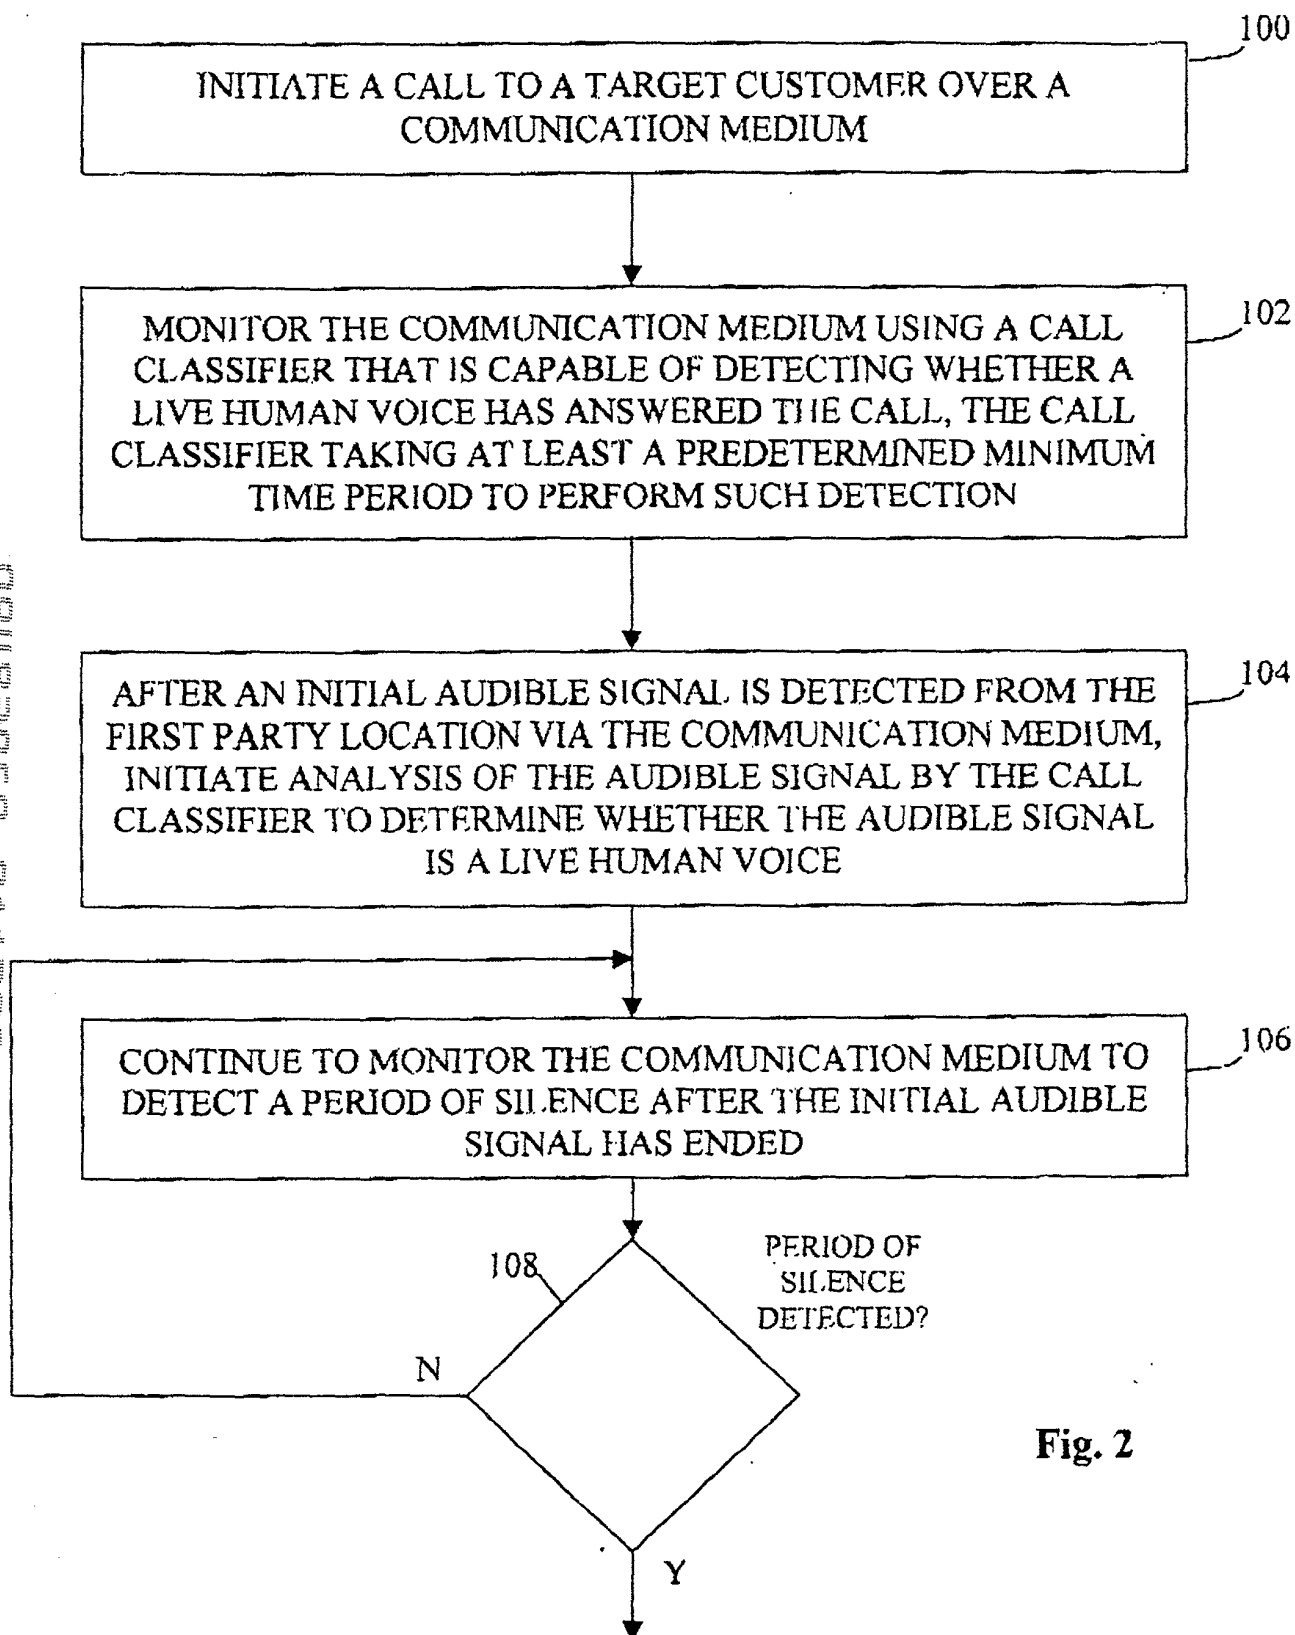 100
INITIATE A CALL TO A TARGET CUSTOMER OVER A
COMMUNICATION MEDIUM
102
MONITOR THE COMMUNICATION MEDIUM USING A CALL
CLASSIFIER THAT IS CAPABLE OF DETECTING WHETHER A
LIVE HUMAN VOICE HAS ANSWERED THE CALL, THE CALL
CLASSIFIER TAKING AT LEAST A PREDETERMINED MINIMUM
TIME PERIOD TO PERFORM SUCH DETECTION
104
AFTER AN INITIAL AUDIBLE SIGNAL IS DETECTED FROM THE
FIRST PARTY LOCATION VIA THE COMMUNICATION MEDIUM,
INITIATE ANALYSIS OF THE AUDIBLE SIGNAL BY THE CALL
CLASSIFIER TO DETERMINE WHETHER THE AUDIBLE SIGNAL
IS A LIVE HUMAN VOICE
106
CONTINUE TO MONITOR THE COMMUNICATION MEDIUM TO
DETECT A PERIOD OF SILENCE AFTER THE INITIAL AUDIBLE
SIGNAL HAS ENDED
108
PERIOD OF
SILENCE
DETECTED?
N
Fig. 2
Y